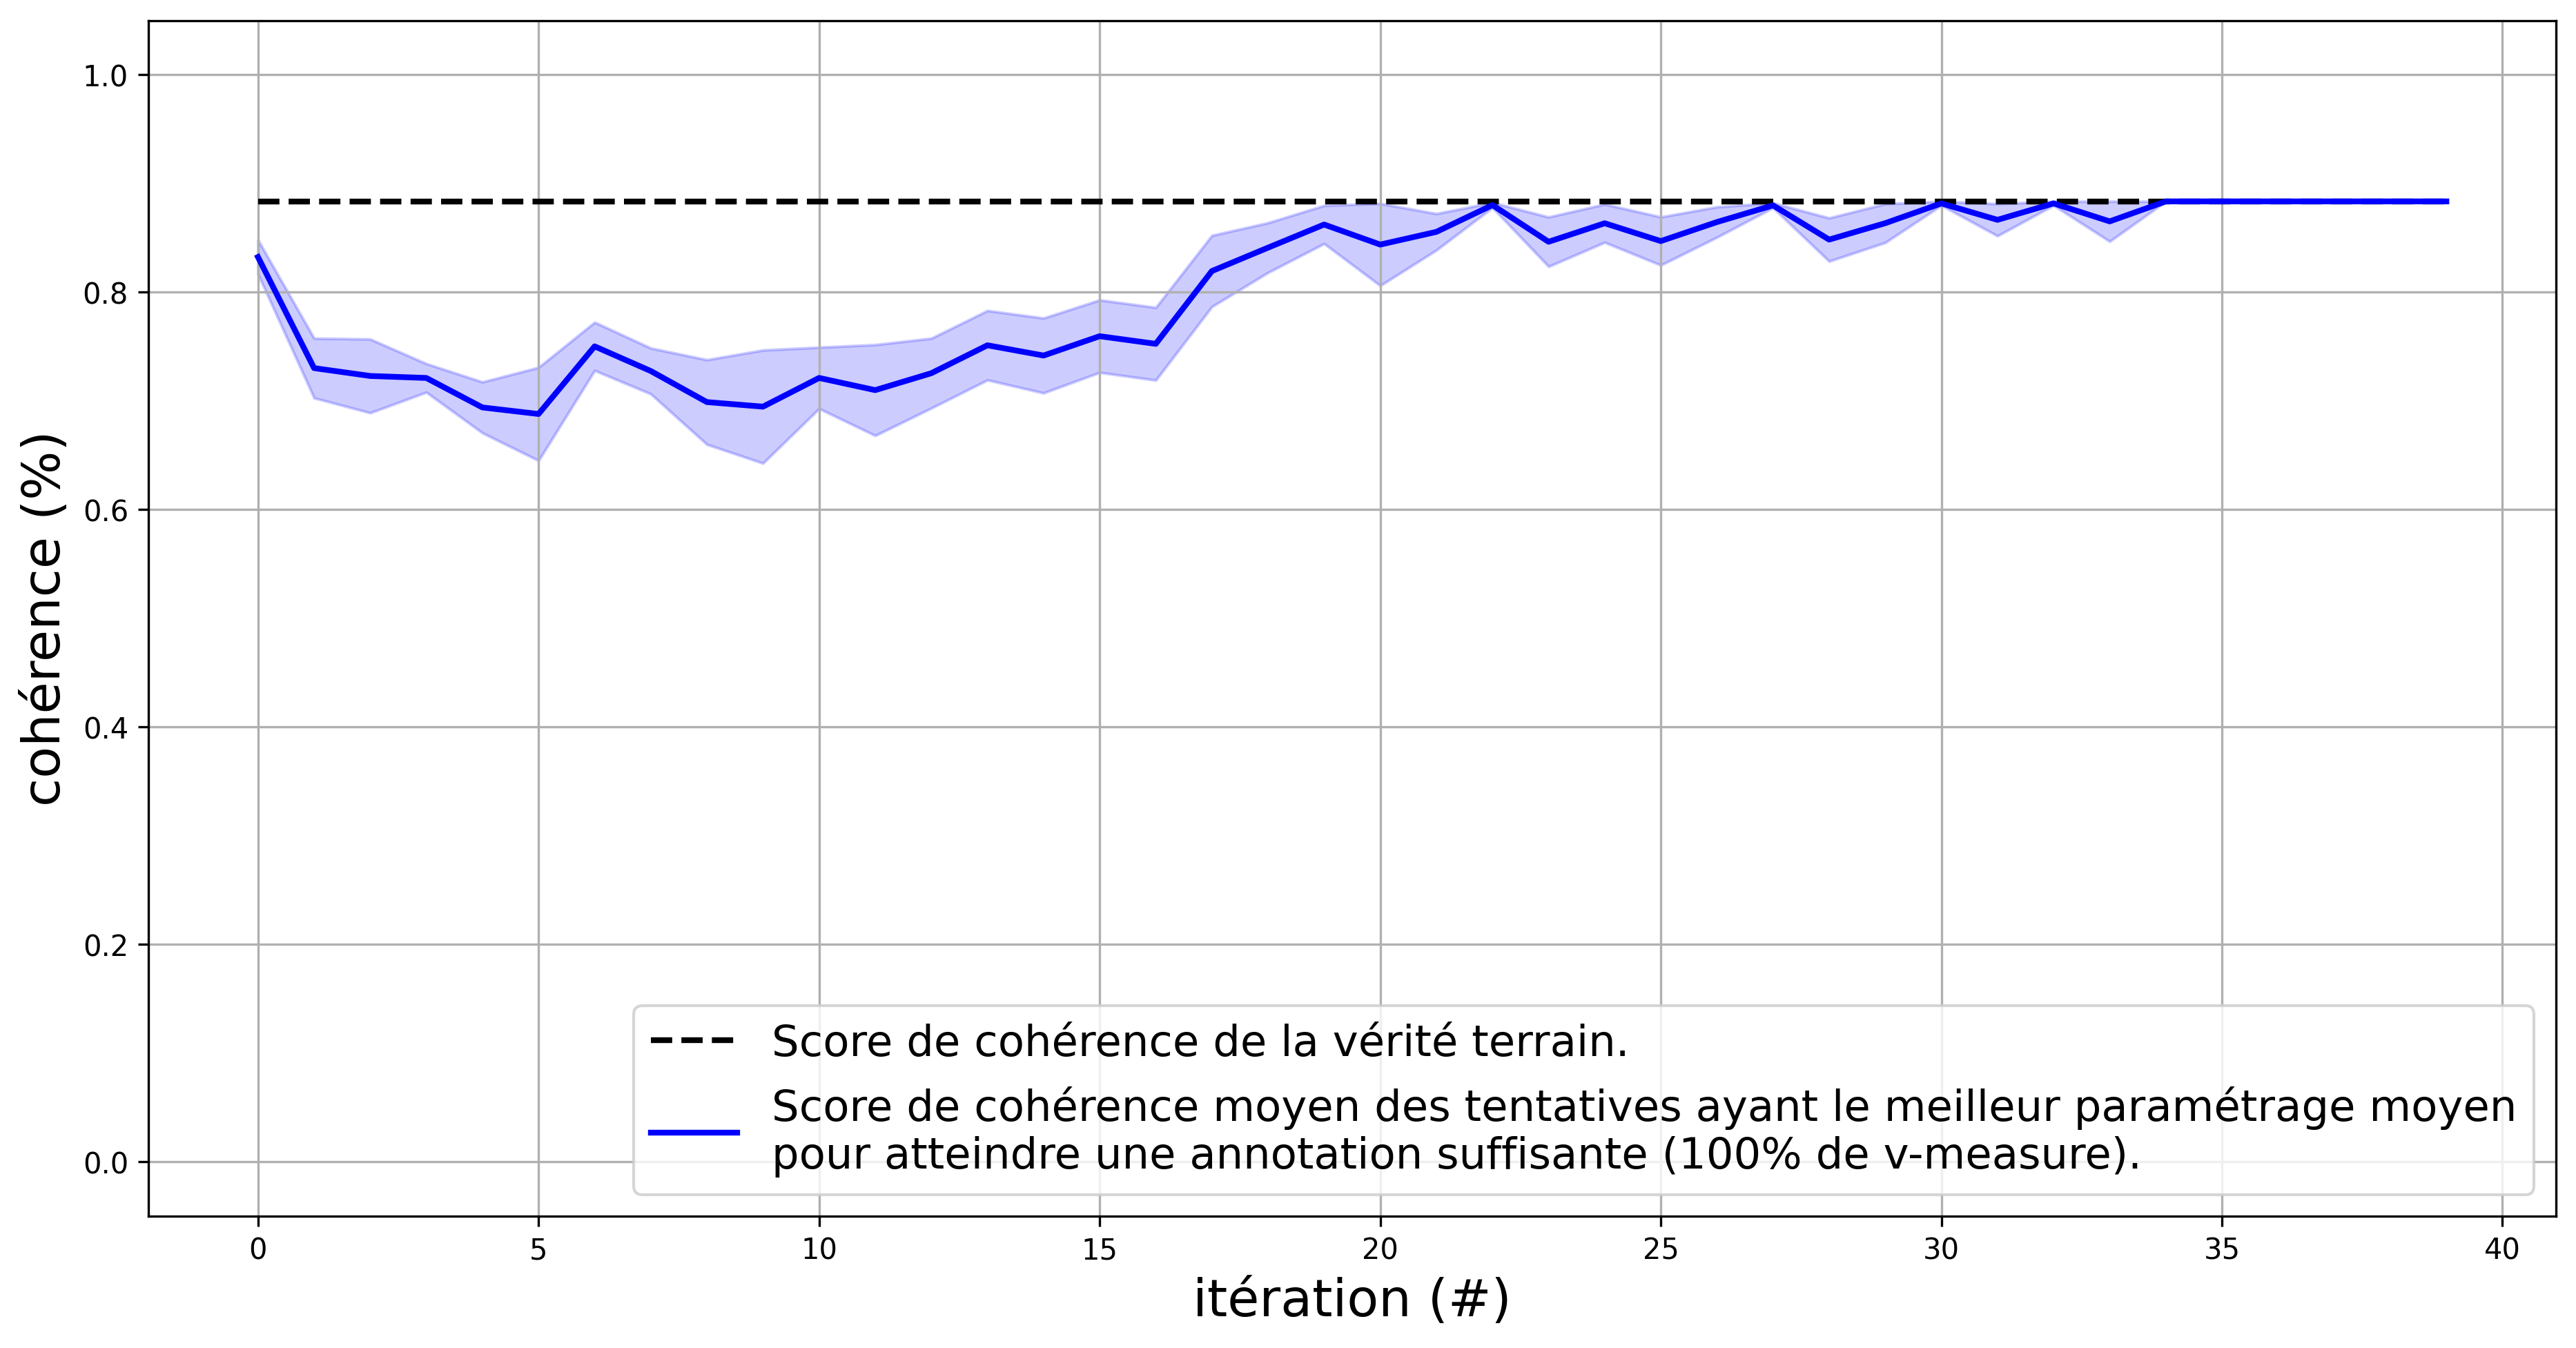 1.0
0.8
0.6
0.4
0.2
0.0
cohérence (%)
Score de cohérence de la vérité terrain.
Score de cohérence moyen des tentatives ayant le meilleur paramétrage moyen
pour atteindre une annotation suffisante (100% de v-measure).
0 5 10 15 20 25 30 35 40
itération (#)